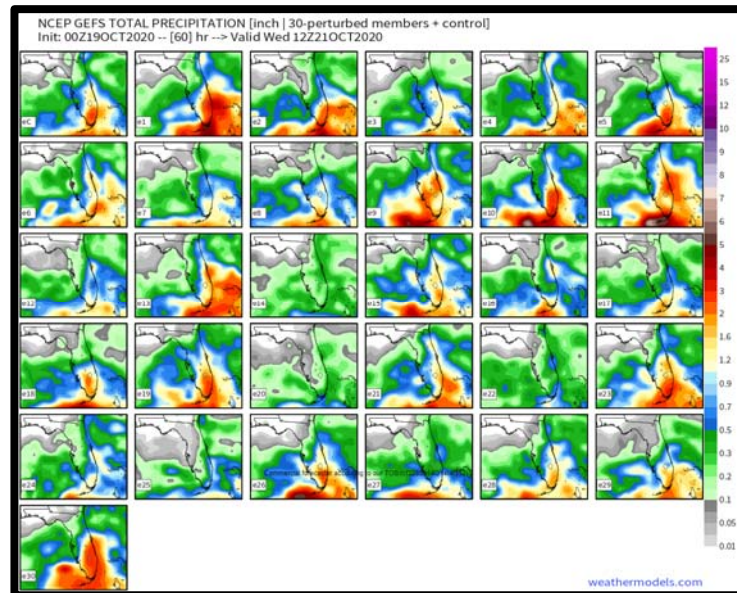 NCEP GEFS TOTAL PRECIPITATION [inch | 30-perturbed members + control]
Init: 00Z19OCT2020 -- [60] hr --> Valid Wed 12Z21OCT2020
eC e1 e2 e3 e4 e5
e6 e7 e8 e9 e10 e11
e12 e13 e14 e15 e16 e17
e18 e19 e20 e21 e22 e23
e24 e25 e26 e27 e28 e29
e30
25
15
12
10
9
8
7
6
5
4
3
2
1.6
1.2
0.9
0.7
0.5
0.3
0.2
0.1
0.05
0.01
weathermodels.com